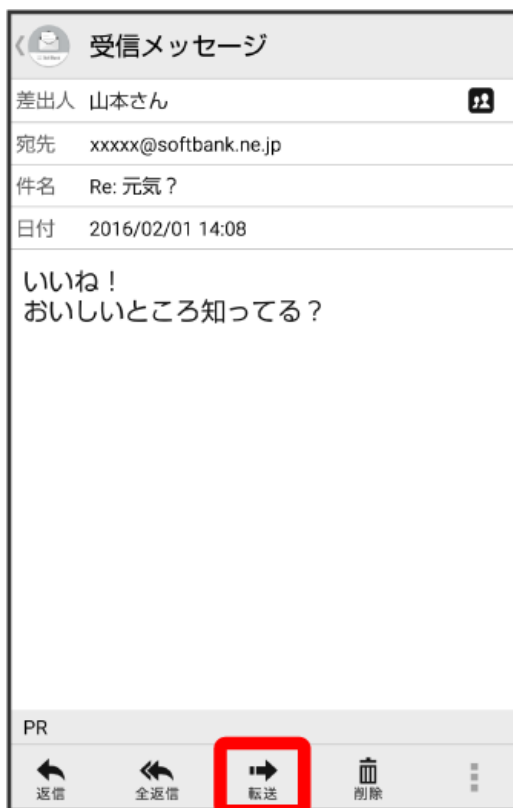 受信メッセージ
差出人 山本さん
宛先 xxxxx@softbank.ne.jp
件名 Re: 元気？
日付 2016/02/01 14:08
いいね！
おいしいところ知ってる？
PR
返信 全返信 転送 削除